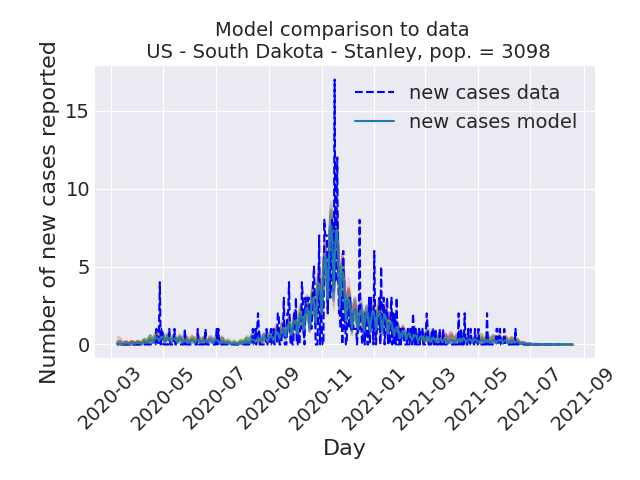 Model comparison to data
US - South Dakota - Stanley, pop. = 3098
new cases data
new cases model
Number of new cases reported
15
10
5
0
2020-03
2020-05
2020-07
2020-09
2020-11
2021-01
2021-03
2021-05
2021-07
2021-09
Day